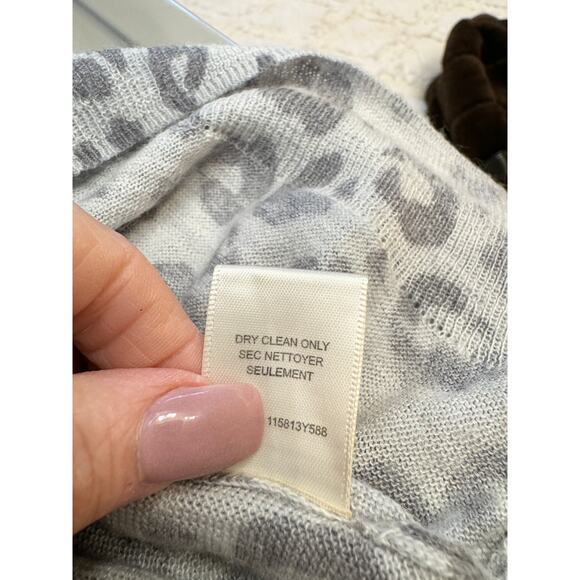 DRY CLEAN ONLY
SEC NETTOYER
SEULEMENT
115813Y588